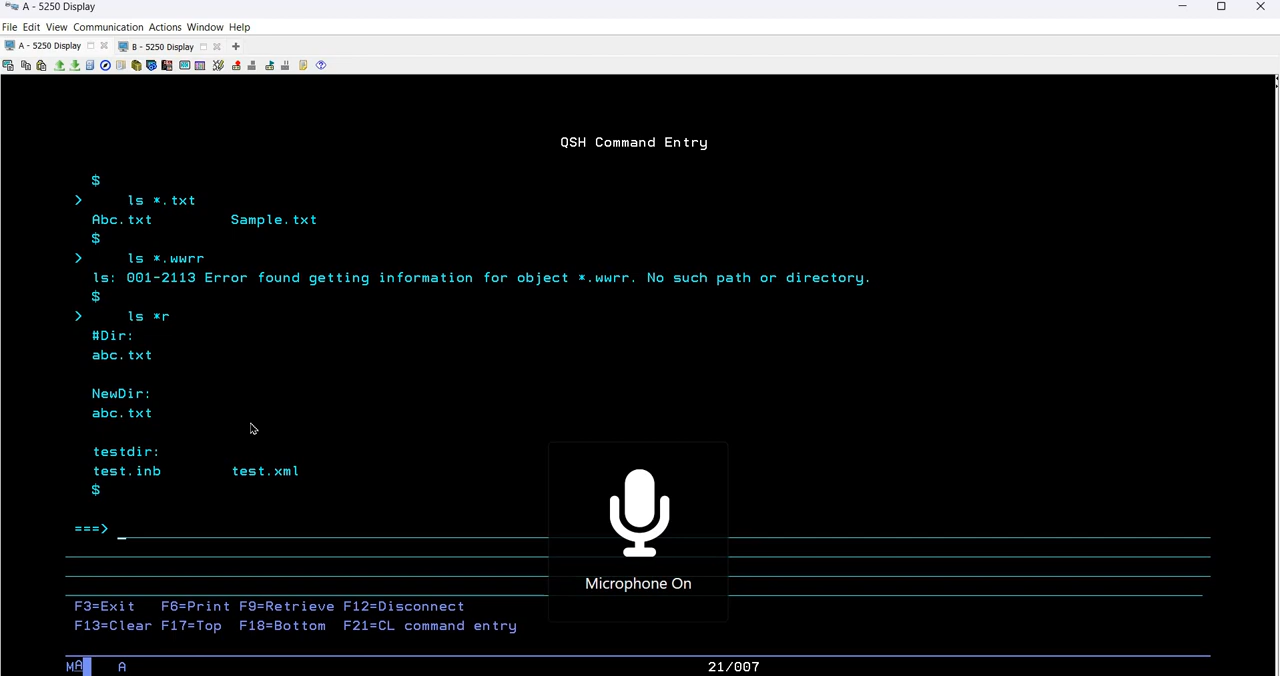 A - 5250 Display
File Edit View Communication Actions Window Help
A - 5250 Display B - 5250 Display
QSH Command Entry
$
> ls *.txt
Abc.txt Sample.txt
$
> ls *.wwrr
ls: 001-2113 Error found getting information for object *.wwrr. No such path or directory.
$
> ls *r
#Dir:
abc.txt
NewDir:
abc.txt
testdir:
test.inb test.xml
$
===> _
Microphone On
F3=Exit F6=Print F9=Retrieve F12=Disconnect
F13=Clear F17=Top F18=Bottom F21=CL command entry
MA A 21/007